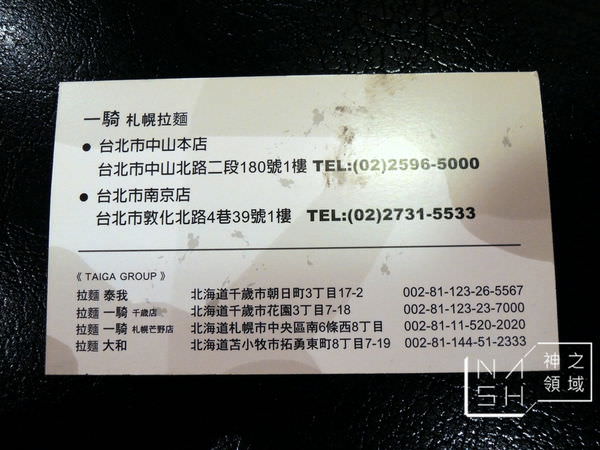 一騎 札幌拉麵
● 台北市中山本店
台北市中山北路二段180號1樓 TEL:(02)2596-5000
● 台北市南京店
台北市敦化北路4巷39號1樓 TEL:(02)2731-5533
《 TAIGA GROUP 》
拉麵 泰我 北海道千歲市朝日町3丁目17-2 002-81-123-26-5567
拉麵 一騎 千歲店 北海道千歲市花園3丁目7-18 002-81-123-23-7000
拉麵 一騎 札幌芒野店 北海道札幌市中央區南6條西8丁目 002-81-11-520-2020
拉麵 大和 北海道苫小牧市拓勇東町8丁目7-19 002-81-144-51-2333
NASH 神之領域